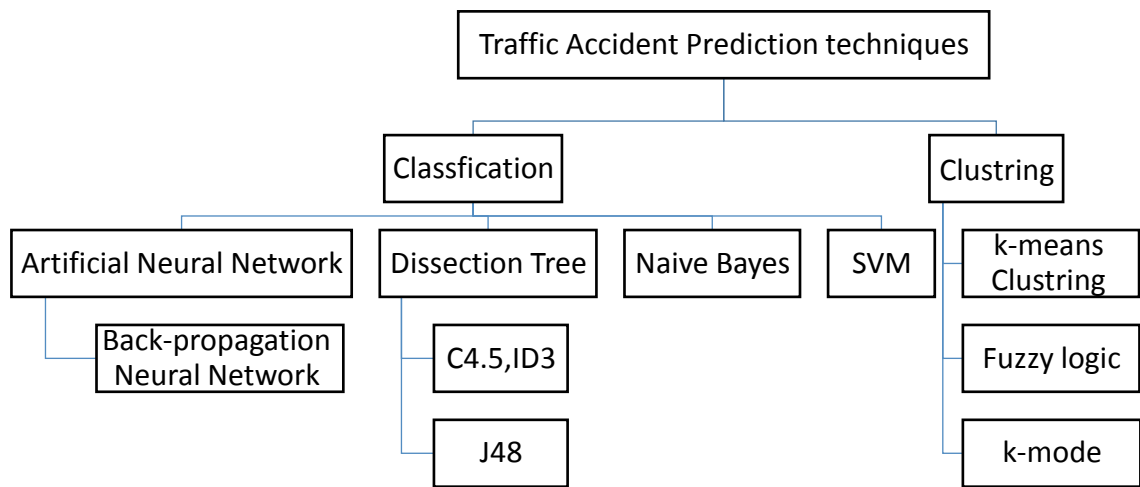 Traffic Accident Prediction techniques
Classfication
Clustring
Artificial Neural Network
Dissection Tree
Naive Bayes
SVM
k-means
Clustring
Back-propagation
Neural Network
C4.5,ID3
Fuzzy logic
J48
k-mode